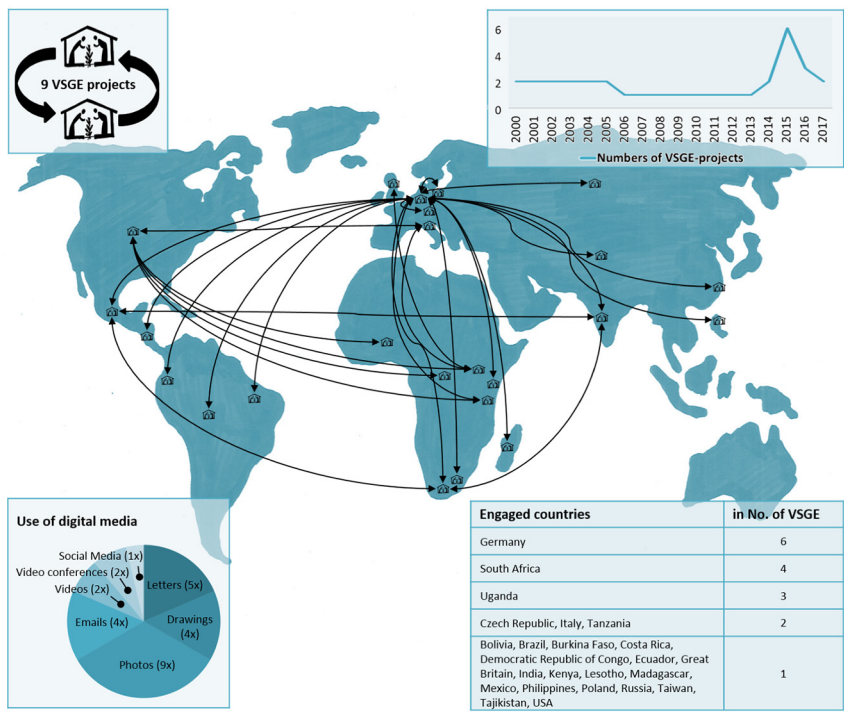 9 VSGE projects
6
4
2
0
2000
2001
2002
2003
2004
2005
2006
2007
2008
2009
2010
2011
2012
2013
2014
2015
2016
2017
Numbers of VSGE-projects
Use of digital media
Social Media (1x)
Video conferences (2x)
Videos (2x)
Emails (4x)
Photos (9x)
Letters (5x)
Drawings
(4x)
Engaged countries in No. of VSGE
Germany 6
South Africa 4
Uganda 3
Czech Republic, Italy, Tanzania 2
Bolivia, Brazil, Burkina Faso, Costa Rica,
Democratic Republic of Congo, Ecuador, Great
Britain, India, Kenya, Lesotho, Madagascar,
Mexico, Philippines, Poland, Russia, Taiwan,
Tajikistan, USA
1